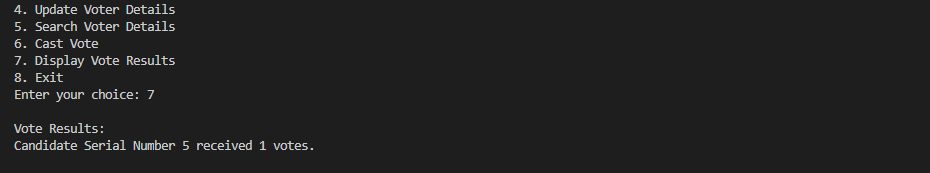 4. Update Voter Details
5. Search Voter Details
6. Cast Vote
7. Display Vote Results
8. Exit
Enter your choice: 7
Vote Results:
Candidate Serial Number 5 received 1 votes.